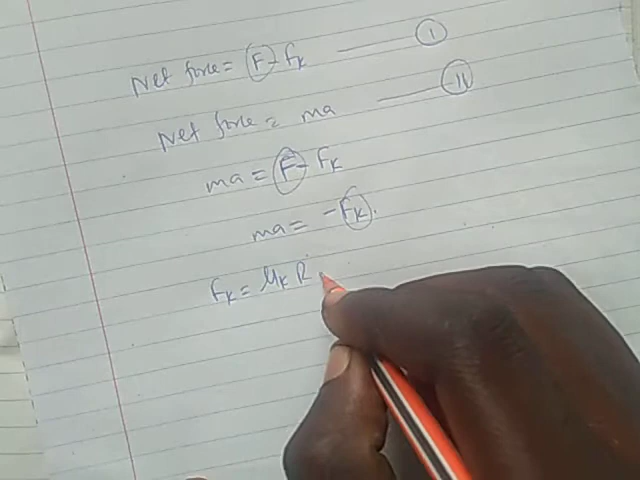 Net force = F - fk ——— I
Net force = ma ——— II
ma = F - Fk
ma = - Fk.
Fk = μk R